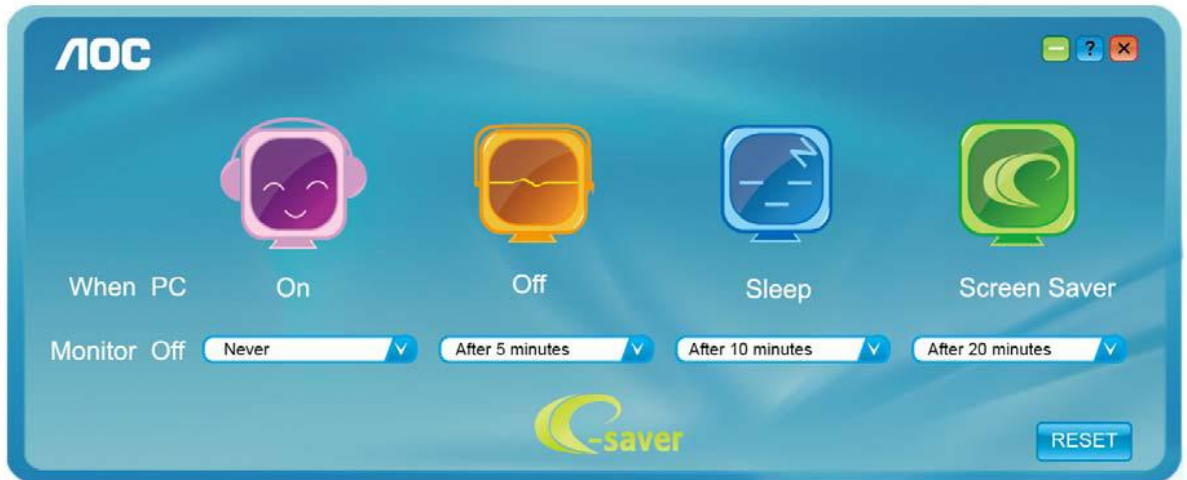 AOC
?
When PC On Off Sleep Screen Saver
Monitor Off Never After 5 minutes After 10 minutes After 20 minutes
e-saver
RESET